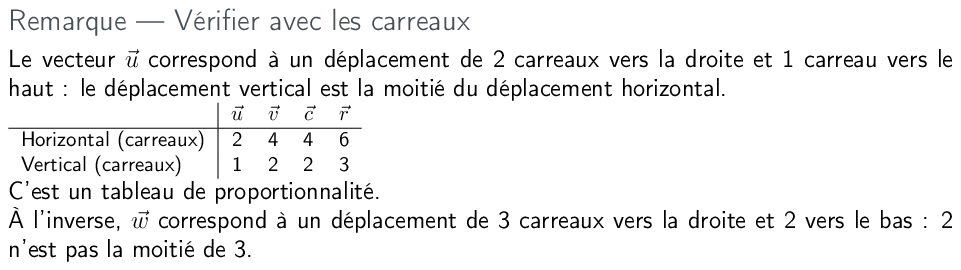 Remarque — Vérifier avec les carreaux
Le vecteur u⃗ correspond à un déplacement de 2 carreaux vers la droite et 1 carreau vers le
haut : le déplacement vertical est la moitié du déplacement horizontal.
u⃗ v⃗ c⃗ r⃗
Horizontal (carreaux) 2 4 4 6
Vertical (carreaux) 1 2 2 3
C'est un tableau de proportionnalité.
À l'inverse, w⃗ correspond à un déplacement de 3 carreaux vers la droite et 2 vers le bas : 2
n'est pas la moitié de 3.